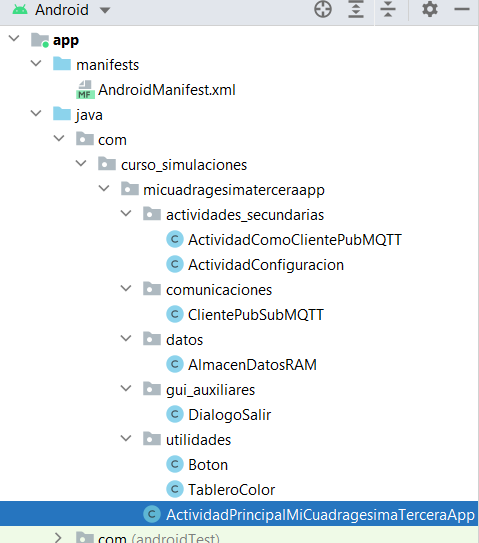 Android
app
manifests
MF AndroidManifest.xml
java
com
curso_simulaciones
micuadragesimaterceraapp
actividades_secundarias
C ActividadComoClientePubMQTT
C ActividadConfiguracion
comunicaciones
C ClientePubSubMQTT
datos
C AlmacenDatosRAM
gui_auxiliares
C DialogoSalir
utilidades
C Boton
C TableroColor
C ActividadPrincipalMiCuadragesimaTerceraApp
com (androidTest)